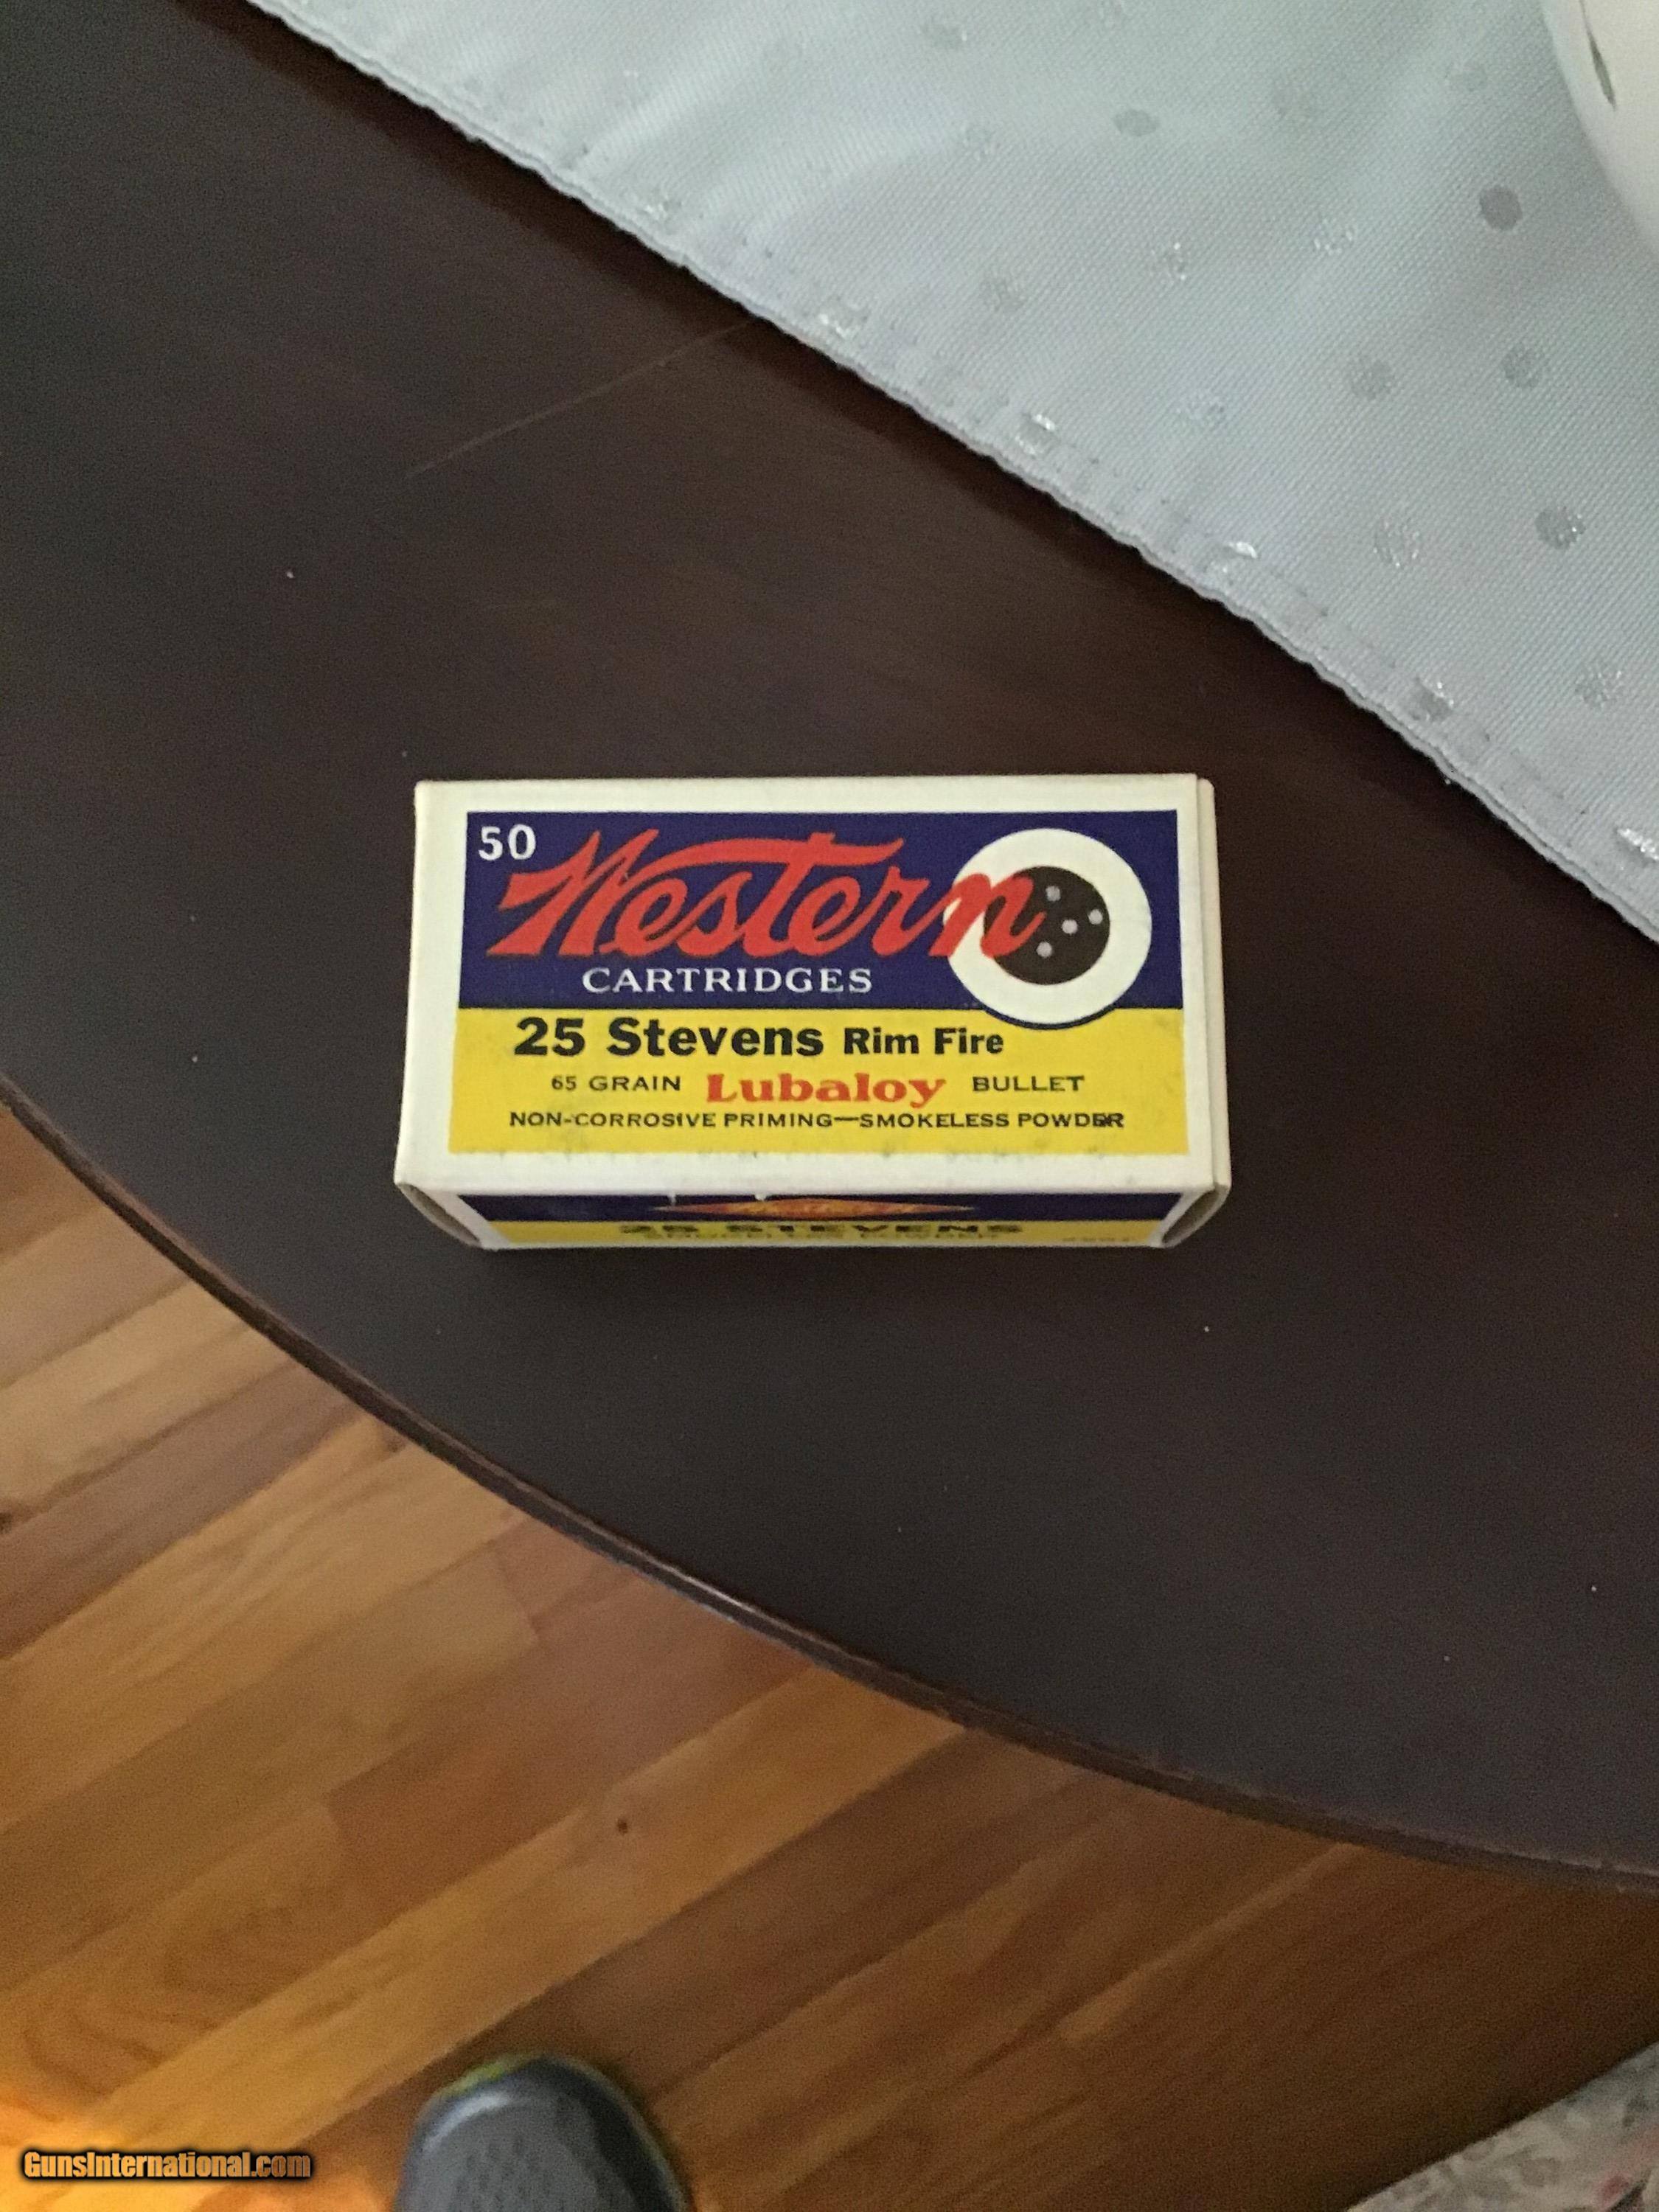 50
Western
CARTRIDGES
25 Stevens Rim Fire
65 GRAIN Lubaloy BULLET
NON-CORROSIVE PRIMING—SMOKELESS POWDER
25 STEVENS
GunsInternational.com